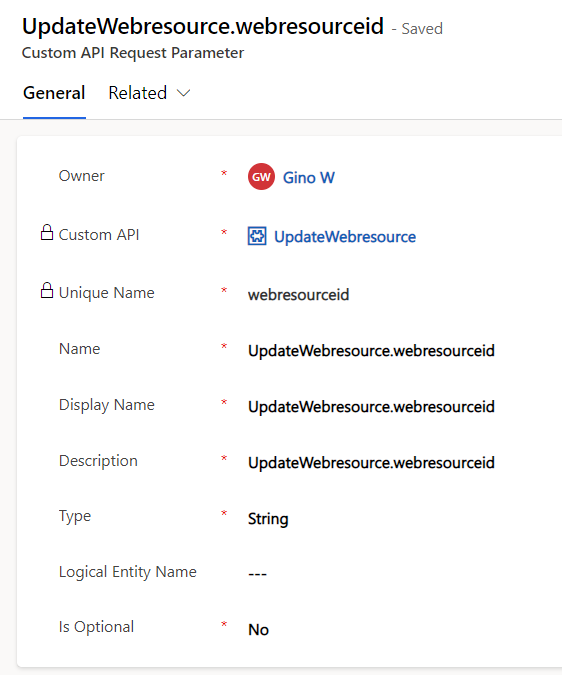 UpdateWebresource.webresourceid - Saved
Custom API Request Parameter
General Related
Owner * GW Gino W
Custom API * UpdateWebresource
Unique Name * webresourceid
Name * UpdateWebresource.webresourceid
Display Name * UpdateWebresource.webresourceid
Description * UpdateWebresource.webresourceid
Type * String
Logical Entity Name ---
Is Optional * No